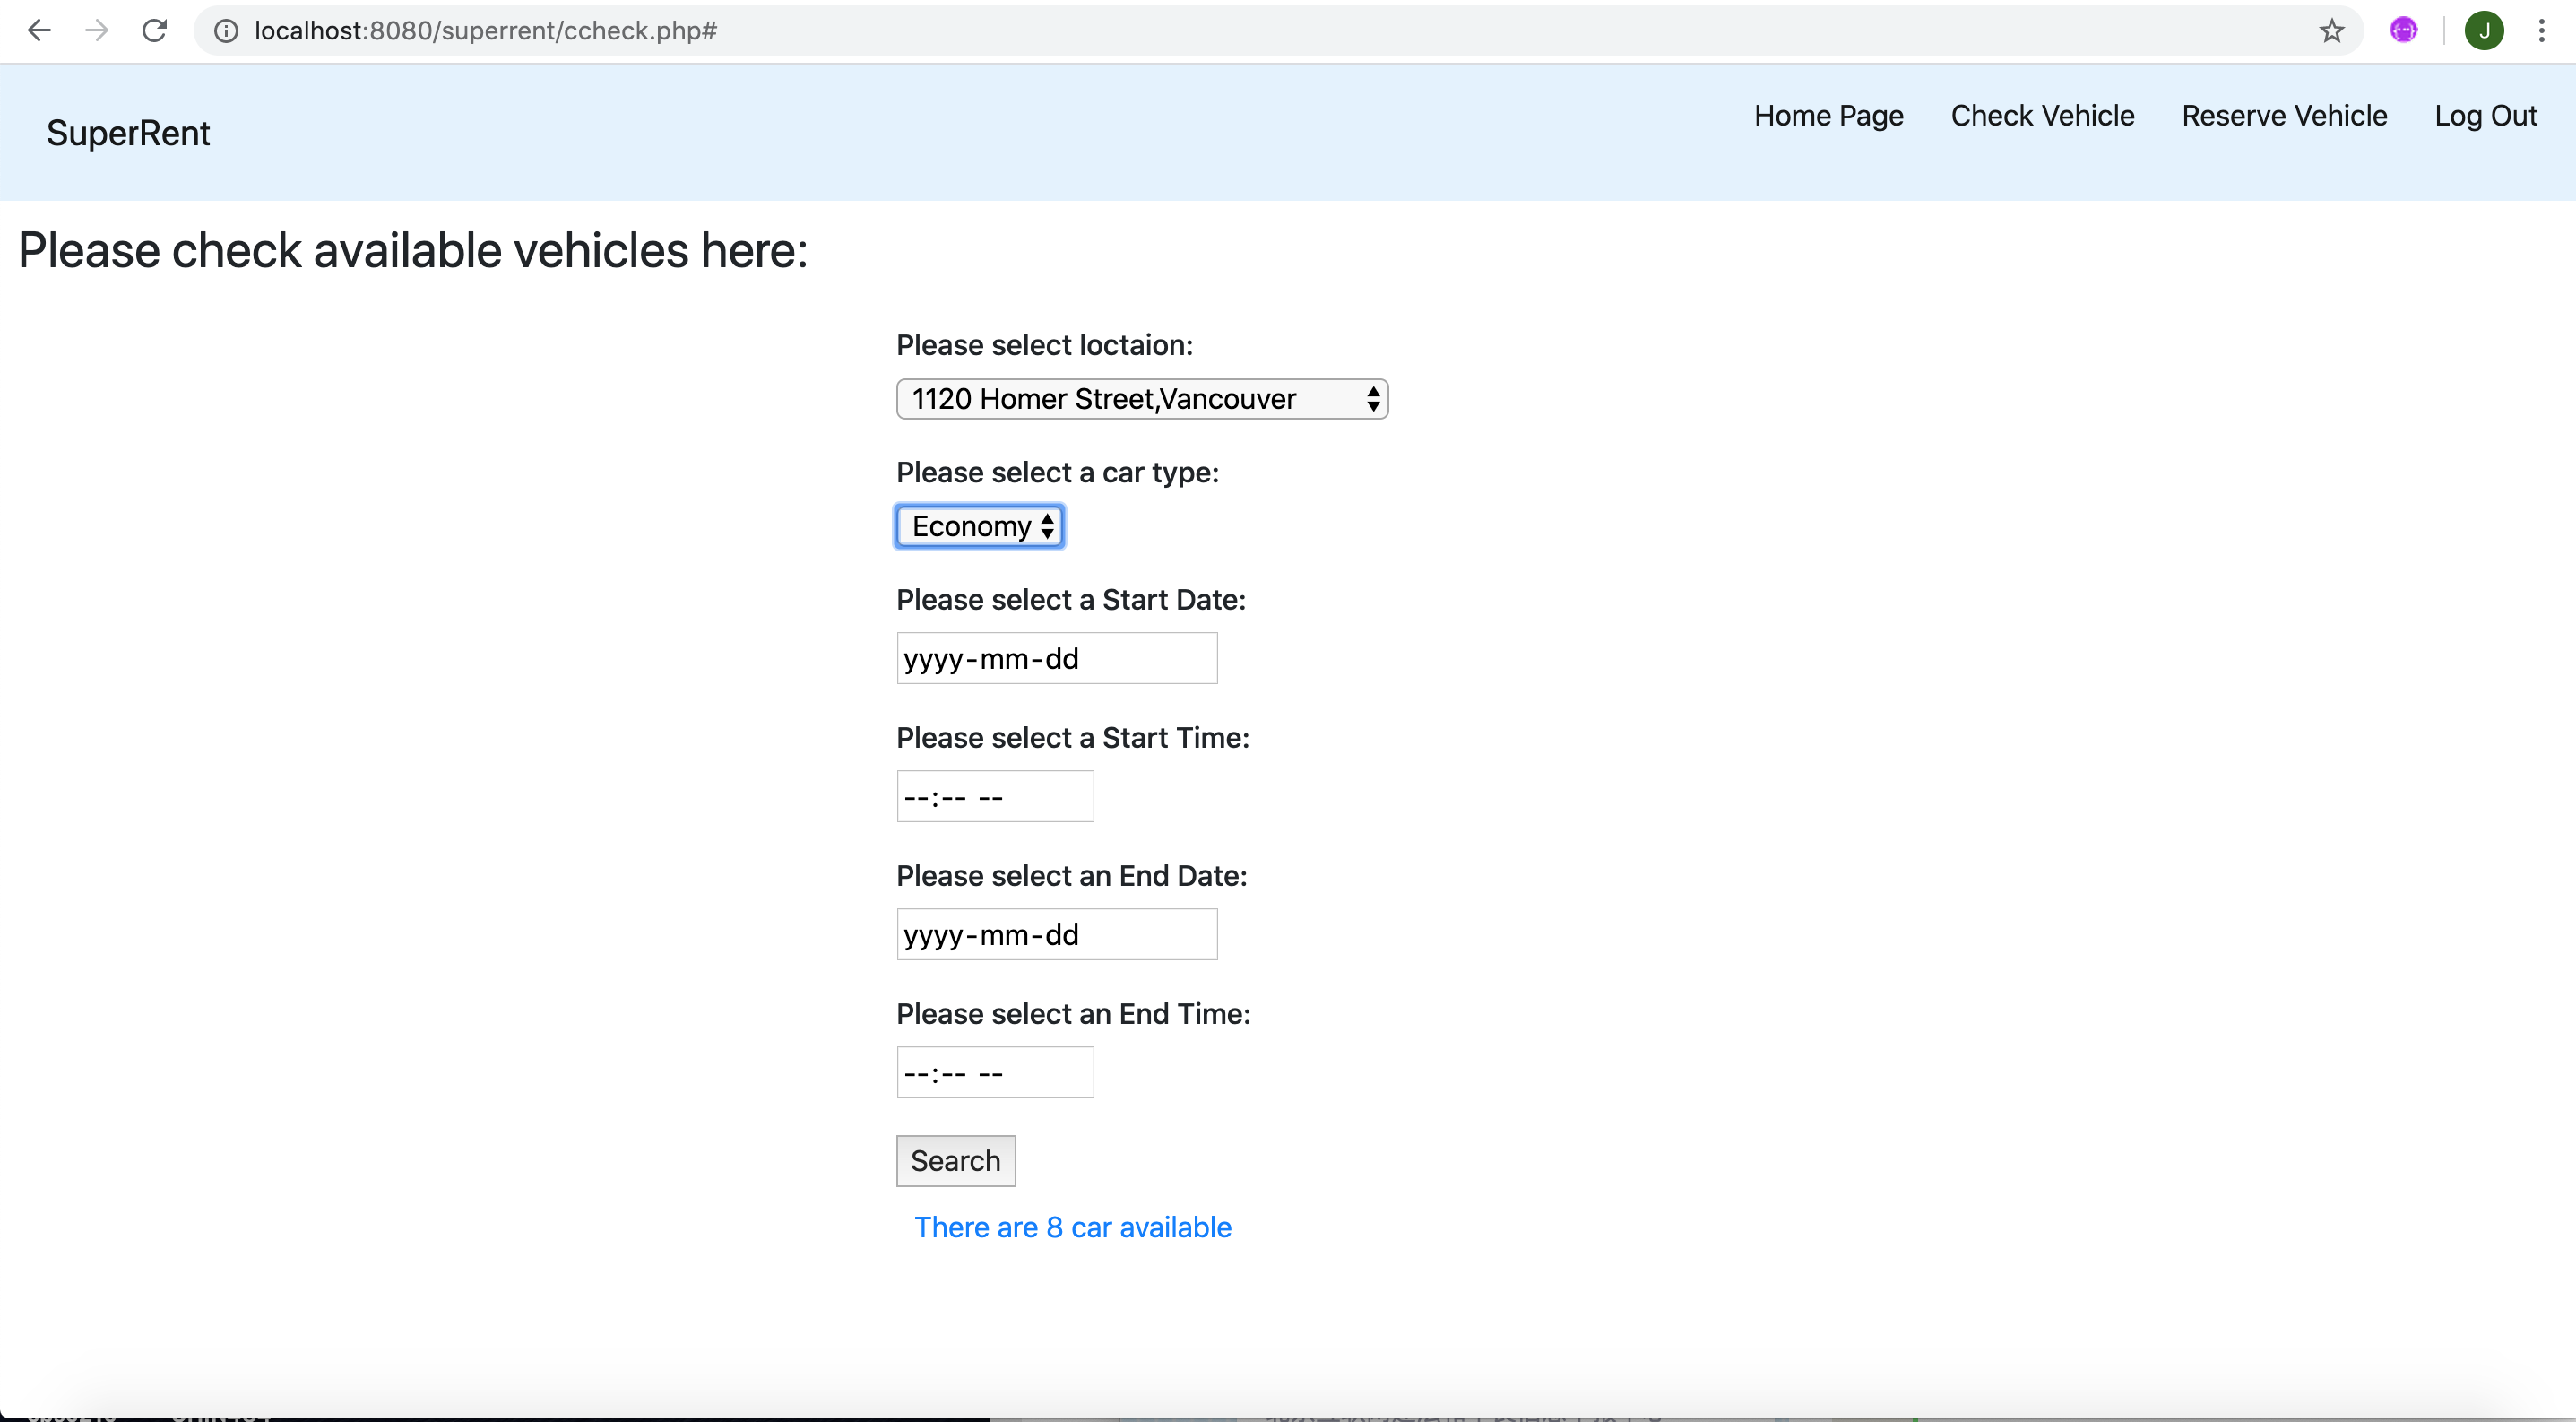 localhost:8080/superrent/ccheck.php#
J
SuperRent
Home Page Check Vehicle Reserve Vehicle Log Out
Please check available vehicles here:
Please select loctaion:
1120 Homer Street,Vancouver
Please select a car type:
Economy
Please select a Start Date:
yyyy-mm-dd
Please select a Start Time:
--:-- --
Please select an End Date:
yyyy-mm-dd
Please select an End Time:
--:-- --
Search
There are 8 car available